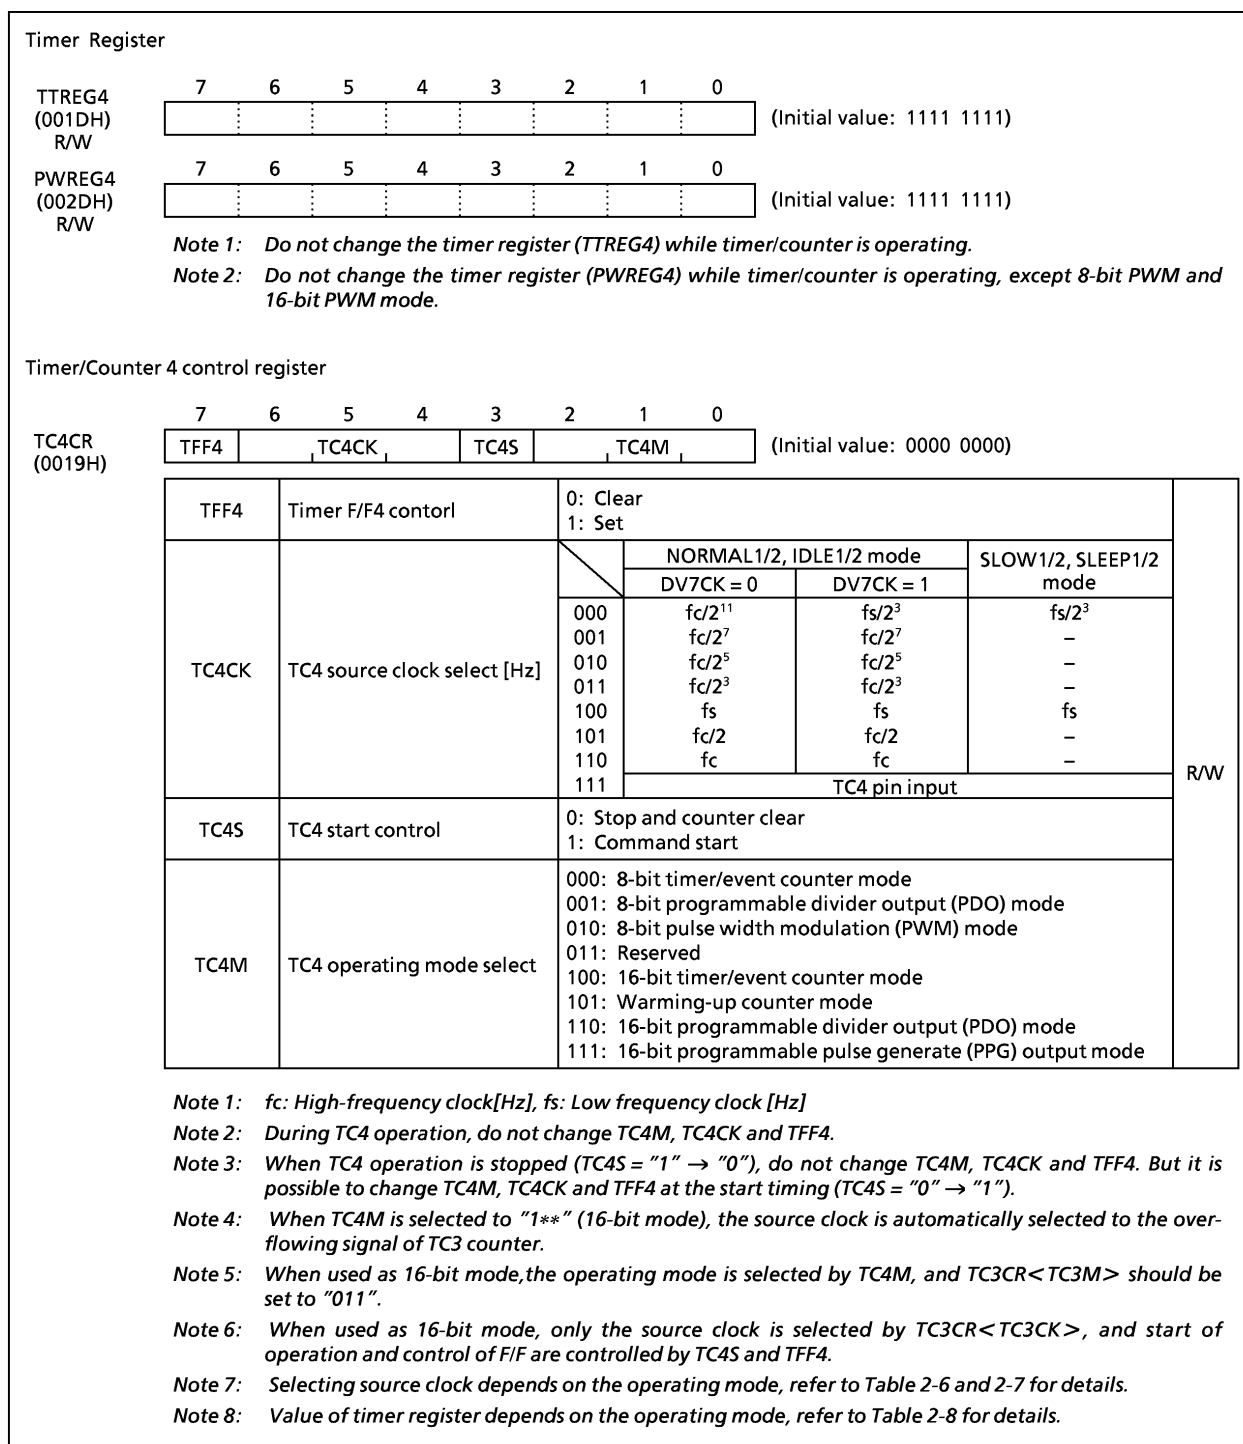 Timer Register
7 6 5 4 3 2 1 0
TTREG4
(001DH)
R/W
(Initial value: 1111 1111)
7 6 5 4 3 2 1 0
PWREG4
(002DH)
R/W
(Initial value: 1111 1111)
Note 1: Do not change the timer register (TTREG4) while timer/counter is operating.
Note 2: Do not change the timer register (PWREG4) while timer/counter is operating, except 8-bit PWM and
16-bit PWM mode.
Timer/Counter 4 control register
7 6 5 4 3 2 1 0
TC4CR
(0019H)
TFF4 TC4CK TC4S TC4M (Initial value: 0000 0000)
TFF4 Timer F/F4 contorl
0: Clear
1: Set
TC4CK TC4 source clock select [Hz]
NORMAL1/2, IDLE1/2 mode SLOW1/2, SLEEP1/2
mode
DV7CK = 0 DV7CK = 1
000 fc/2¹¹ fs/2³ fs/2³
001 fc/2⁷ fc/2⁷ –
010 fc/2⁵ fc/2⁵ –
011 fc/2³ fc/2³ –
100 fs fs fs
101 fc/2 fc/2 –
110 fc fc –
111 TC4 pin input
R/W
TC4S TC4 start control
0: Stop and counter clear
1: Command start
TC4M TC4 operating mode select
000: 8-bit timer/event counter mode
001: 8-bit programmable divider output (PDO) mode
010: 8-bit pulse width modulation (PWM) mode
011: Reserved
100: 16-bit timer/event counter mode
101: Warming-up counter mode
110: 16-bit programmable divider output (PDO) mode
111: 16-bit programmable pulse generate (PPG) output mode
Note 1: fc: High-frequency clock[Hz], fs: Low frequency clock [Hz]
Note 2: During TC4 operation, do not change TC4M, TC4CK and TFF4.
Note 3: When TC4 operation is stopped (TC4S = "1" → "0"), do not change TC4M, TC4CK and TFF4. But it is
possible to change TC4M, TC4CK and TFF4 at the start timing (TC4S = "0" → "1").
Note 4: When TC4M is selected to "1**" (16-bit mode), the source clock is automatically selected to the over-
flowing signal of TC3 counter.
Note 5: When used as 16-bit mode,the operating mode is selected by TC4M, and TC3CR<TC3M> should be
set to "011".
Note 6: When used as 16-bit mode, only the source clock is selected by TC3CR<TC3CK>, and start of
operation and control of F/F are controlled by TC4S and TFF4.
Note 7: Selecting source clock depends on the operating mode, refer to Table 2-6 and 2-7 for details.
Note 8: Value of timer register depends on the operating mode, refer to Table 2-8 for details.